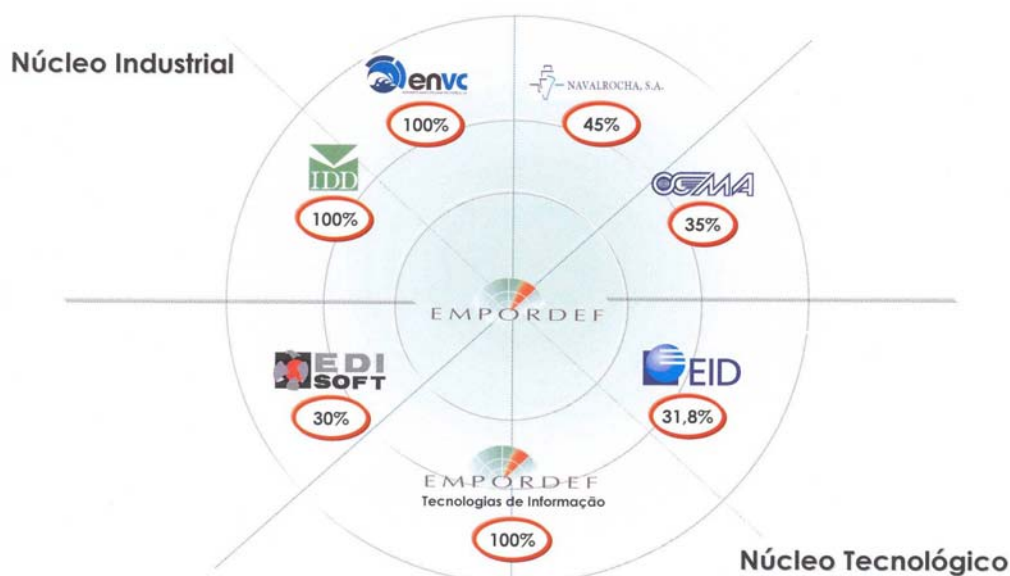 Núcleo Industrial
envc
100%
NAVALROCHA, S.A.
45%
IDD
100%
OGMA
35%
EMPORDEF
EDI
SOFT
30%
EID
31,8%
EMPORDEF
Tecnologias de Informação
100%
Núcleo Tecnológico